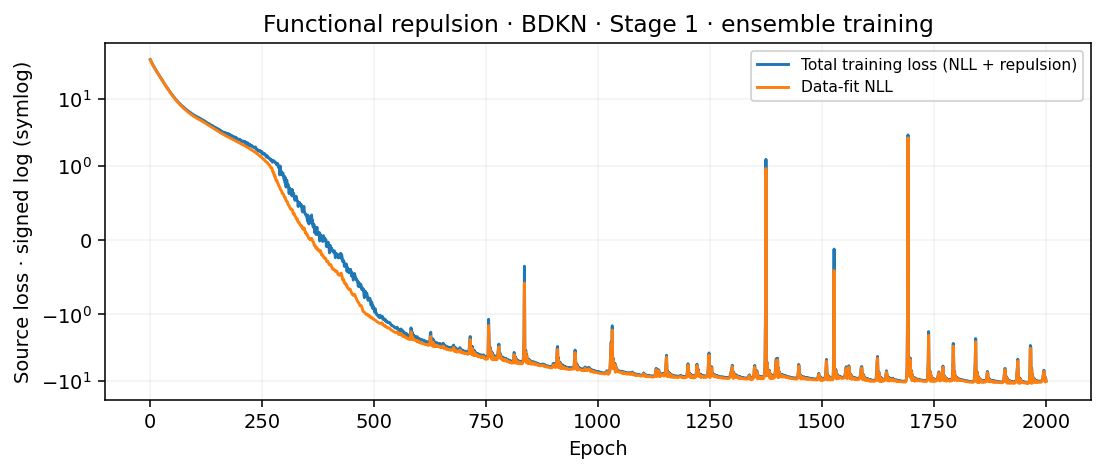 Functional repulsion · BDKN · Stage 1 · ensemble training
Total training loss (NLL + repulsion)
Data-fit NLL
Source loss · signed log (symlog)
10¹
10⁰
0
−10⁰
−10¹
0 250 500 750 1000 1250 1500 1750 2000
Epoch